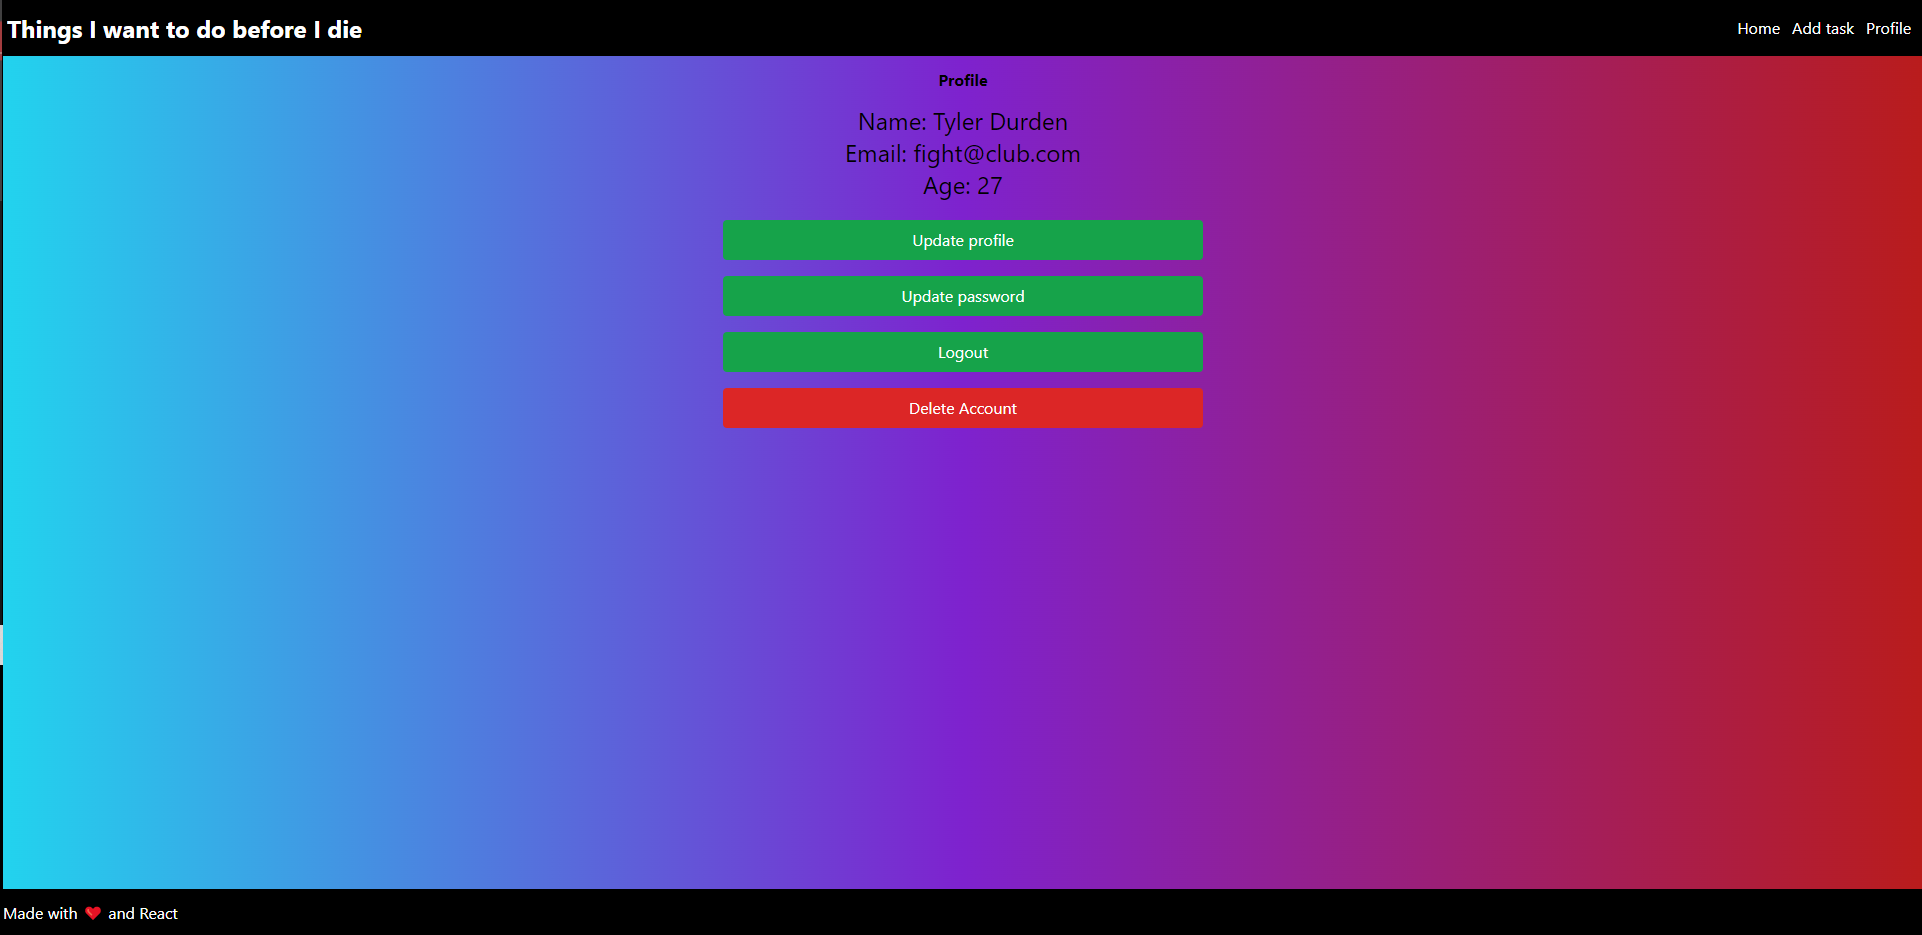 Things I want to do before I die
Home Add task Profile
Profile
Name: Tyler Durden
Email: fight@club.com
Age: 27
Update profile
Update password
Logout
Delete Account
Made with ❤️ and React